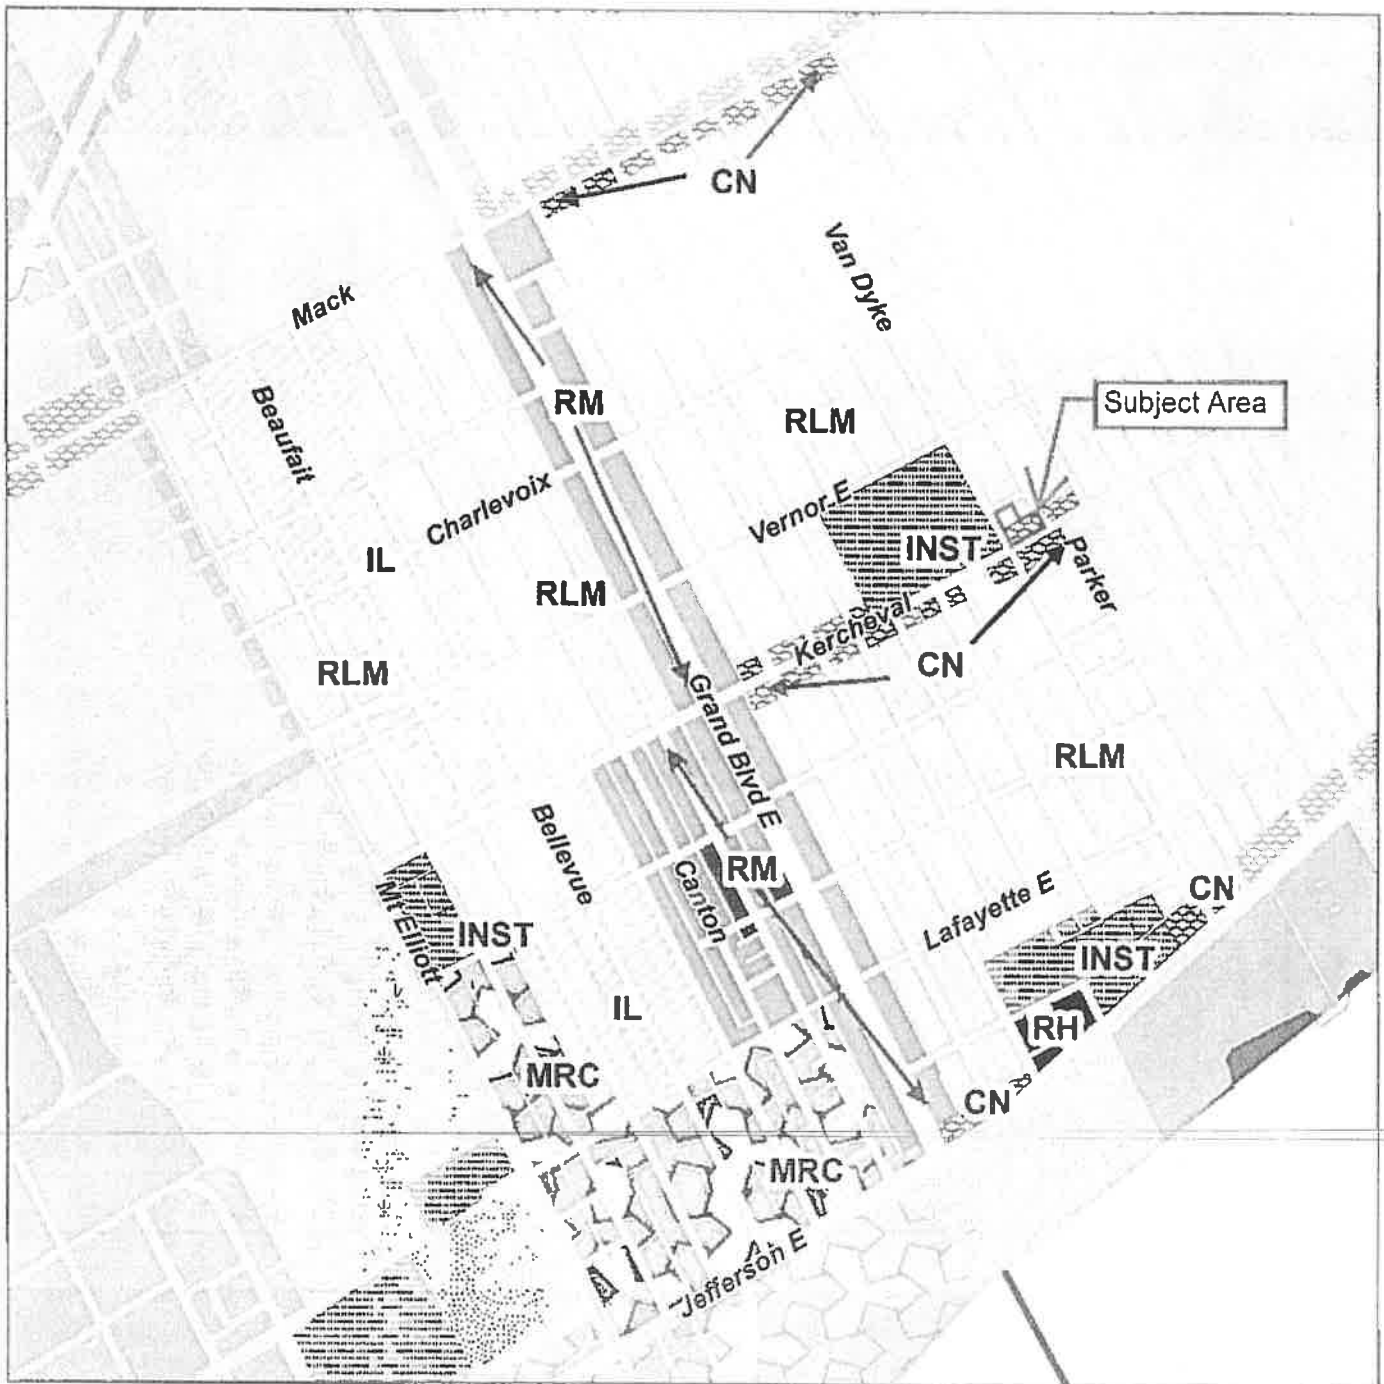 CN
Van Dyke
Mack
Beaufait
RM
RLM
Subject Area
Charlevoix
Vernor E
INST
IL
RLM
Parker
Kercheval
CN
RLM
Grand Blvd E
RLM
Bellevue
RM
Canton
Lafayette E
CN
Mt Elliott
INST
INST
IL
RH
MRC
CN
MRC
Jefferson E